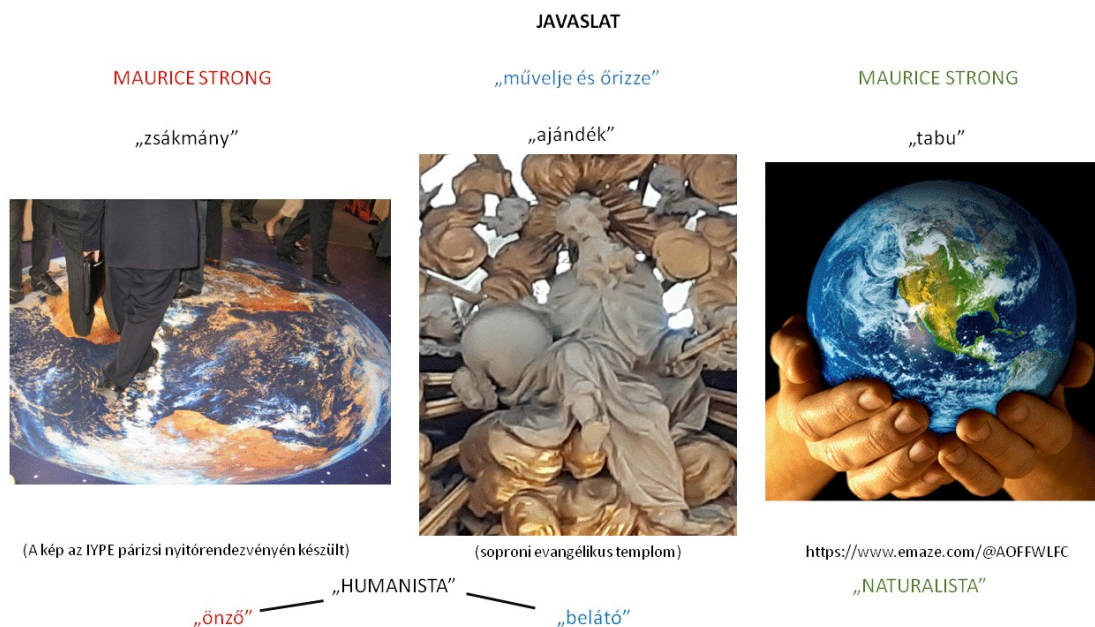 JAVASLAT
MAURICE STRONG
„művelje és őrizze”
MAURICE STRONG
„zsákmány”
„ajándék”
„tabu”
(A kép az IYPE párizsi nyitórendezvényén készült)
(soproni evangélikus templom)
https://www.emaze.com/@AOFFWLFC
„HUMANISTA”
„NATURALISTA”
„önző”
„belátó”